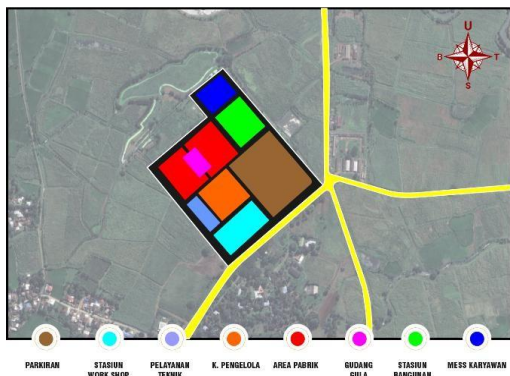 U
B T
S
PARKIRAN
STASIUN
WORK SHOP
PELAYANAN
TEKNIK
K. PENGELOLA
AREA PABRIK
GUDANG
GULA
STASIUN
BANGUNAN
MESS KARYAWAN